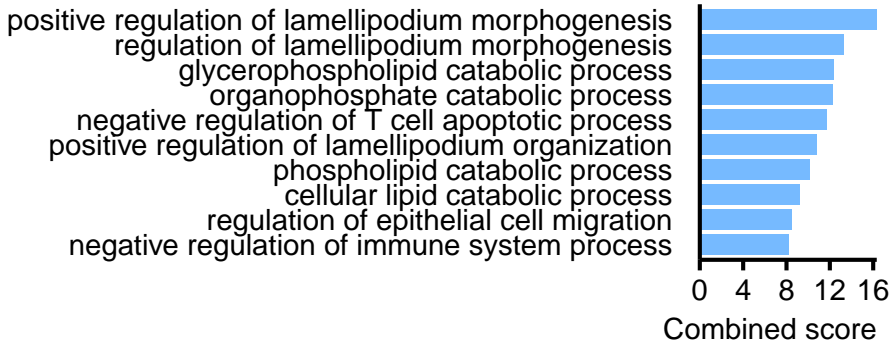 positive regulation of lamellipodium morphogenesis
regulation of lamellipodium morphogenesis
glycerophospholipid catabolic process
organophosphate catabolic process
negative regulation of T cell apoptotic process
positive regulation of lamellipodium organization
phospholipid catabolic process
cellular lipid catabolic process
regulation of epithelial cell migration
negative regulation of immune system process
0 4 8 12 16
Combined score